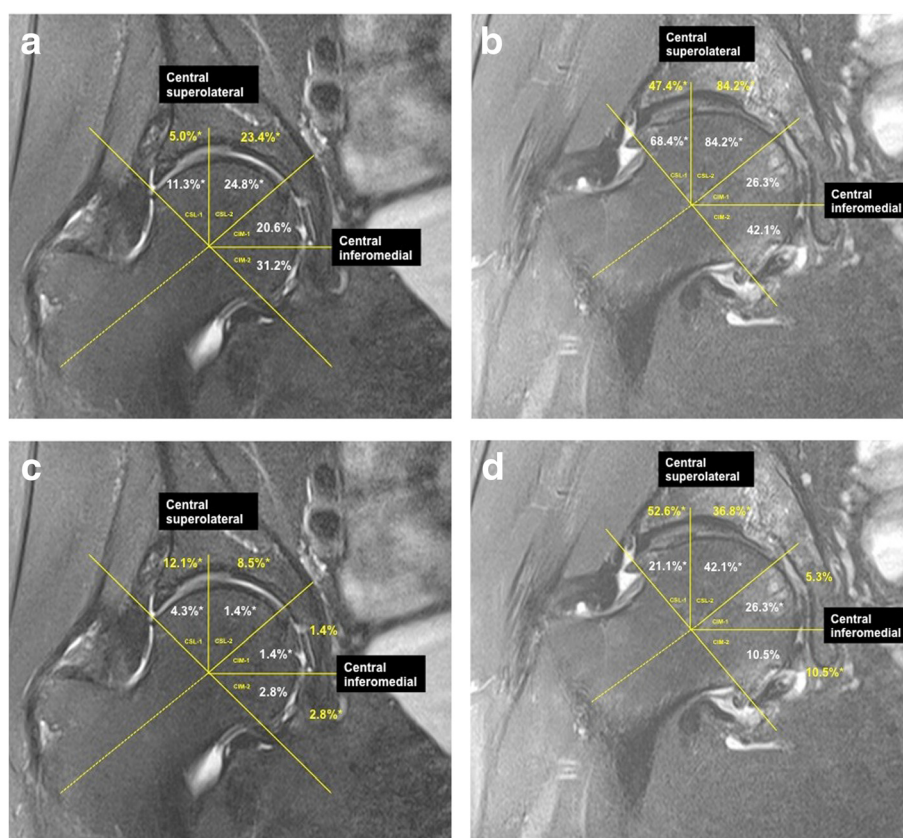 a
Central
superolateral
5.0%*
23.4%*
11.3%*
24.8%*
CSL-1
CSL-2
20.6%
CIM-1
Central
inferomedial
CIM-2
31.2%
b
Central
superolateral
47.4%*
84.2%*
68.4%*
84.2%*
CSL-1
CSL-2
26.3%
CIM-1
Central
inferomedial
CIM-2
42.1%
c
Central
superolateral
12.1%*
8.5%*
4.3%*
1.4%*
CSL-1
CSL-2
1.4%
CIM-1
1.4%*
Central
inferomedial
CIM-2
2.8%
2.8%*
d
Central
superolateral
52.6%*
36.8%*
21.1%*
42.1%*
5.3%
CSL-1
CSL-2
26.3%*
CIM-1
Central
inferomedial
CIM-2
10.5%
10.5%*